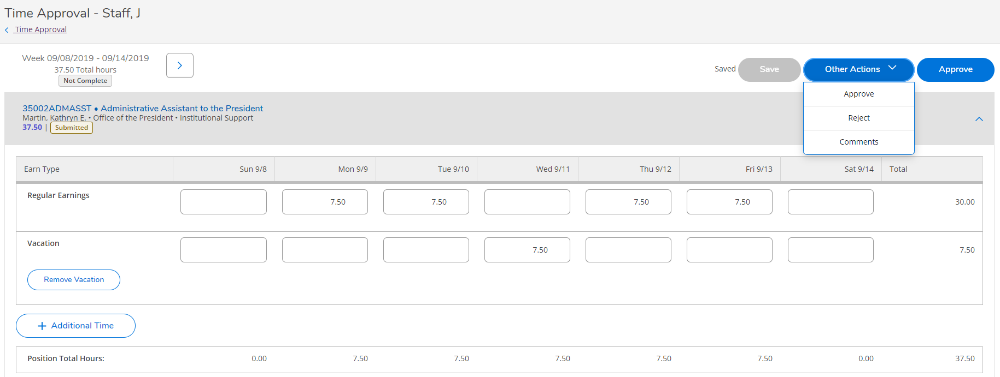 Time Approval - Staff, J
Time Approval
Week 09/08/2019 - 09/14/2019
37.50 Total hours
Not Complete
Saved Save Other Actions Approve
Approve
Reject
Comments
35002ADMASST • Administrative Assistant to the President
Martin, Kathryn E. • Office of the President • Institutional Support
37.50 | Submitted
Earn Type Sun 9/8 Mon 9/9 Tue 9/10 Wed 9/11 Thu 9/12 Fri 9/13 Sat 9/14 Total
Regular Earnings 7.50 7.50 7.50 7.50 30.00
Vacation 7.50 7.50
Remove Vacation
+ Additional Time
Position Total Hours: 0.00 7.50 7.50 7.50 7.50 7.50 0.00 37.50